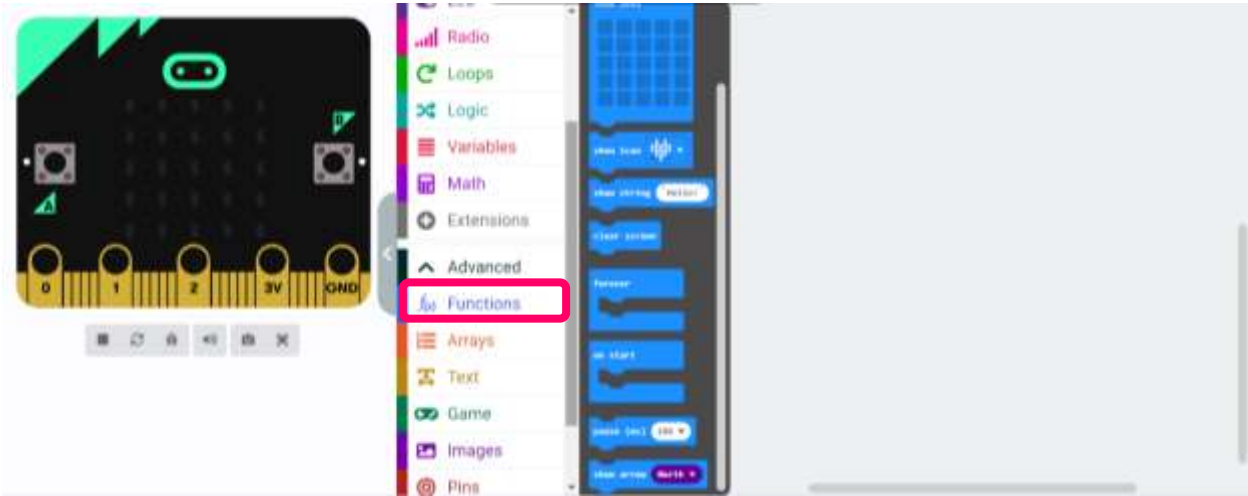 B
A
0 1 2 3V GND
Radio
Loops
Logic
Variables
Math
Extensions
Advanced
f(x) Functions
Arrays
Text
Game
Images
Pins
show icon
show string Hello!
clear screen
forever
on start
pause (ms) 100
show arrow North